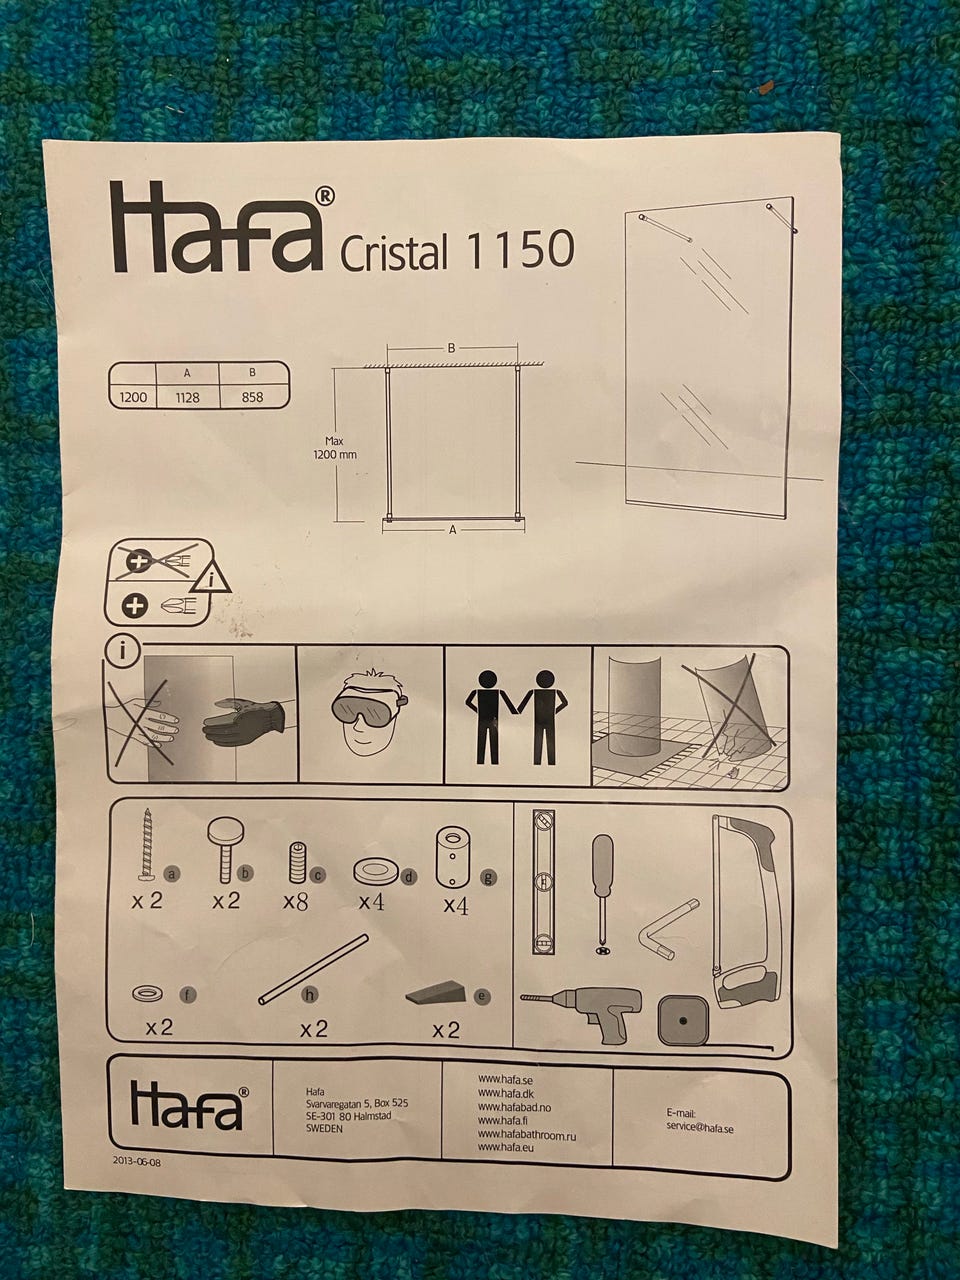 Hafa® Cristal 1150
A B
1200 1128 858
B
Max
1200 mm
A
i
i
a b c d g
x2 x2 x8 x4 x4
f h e
x2 x2 x2
Hafa®
Hafa
Svarvaregatan 5, Box 525
SE-301 80 Halmstad
SWEDEN
www.hafa.se
www.hafa.dk
www.hafabad.no
www.hafa.fi
www.hafabathroom.ru
www.hafa.eu
E-mail:
service@hafa.se
2013-06-08